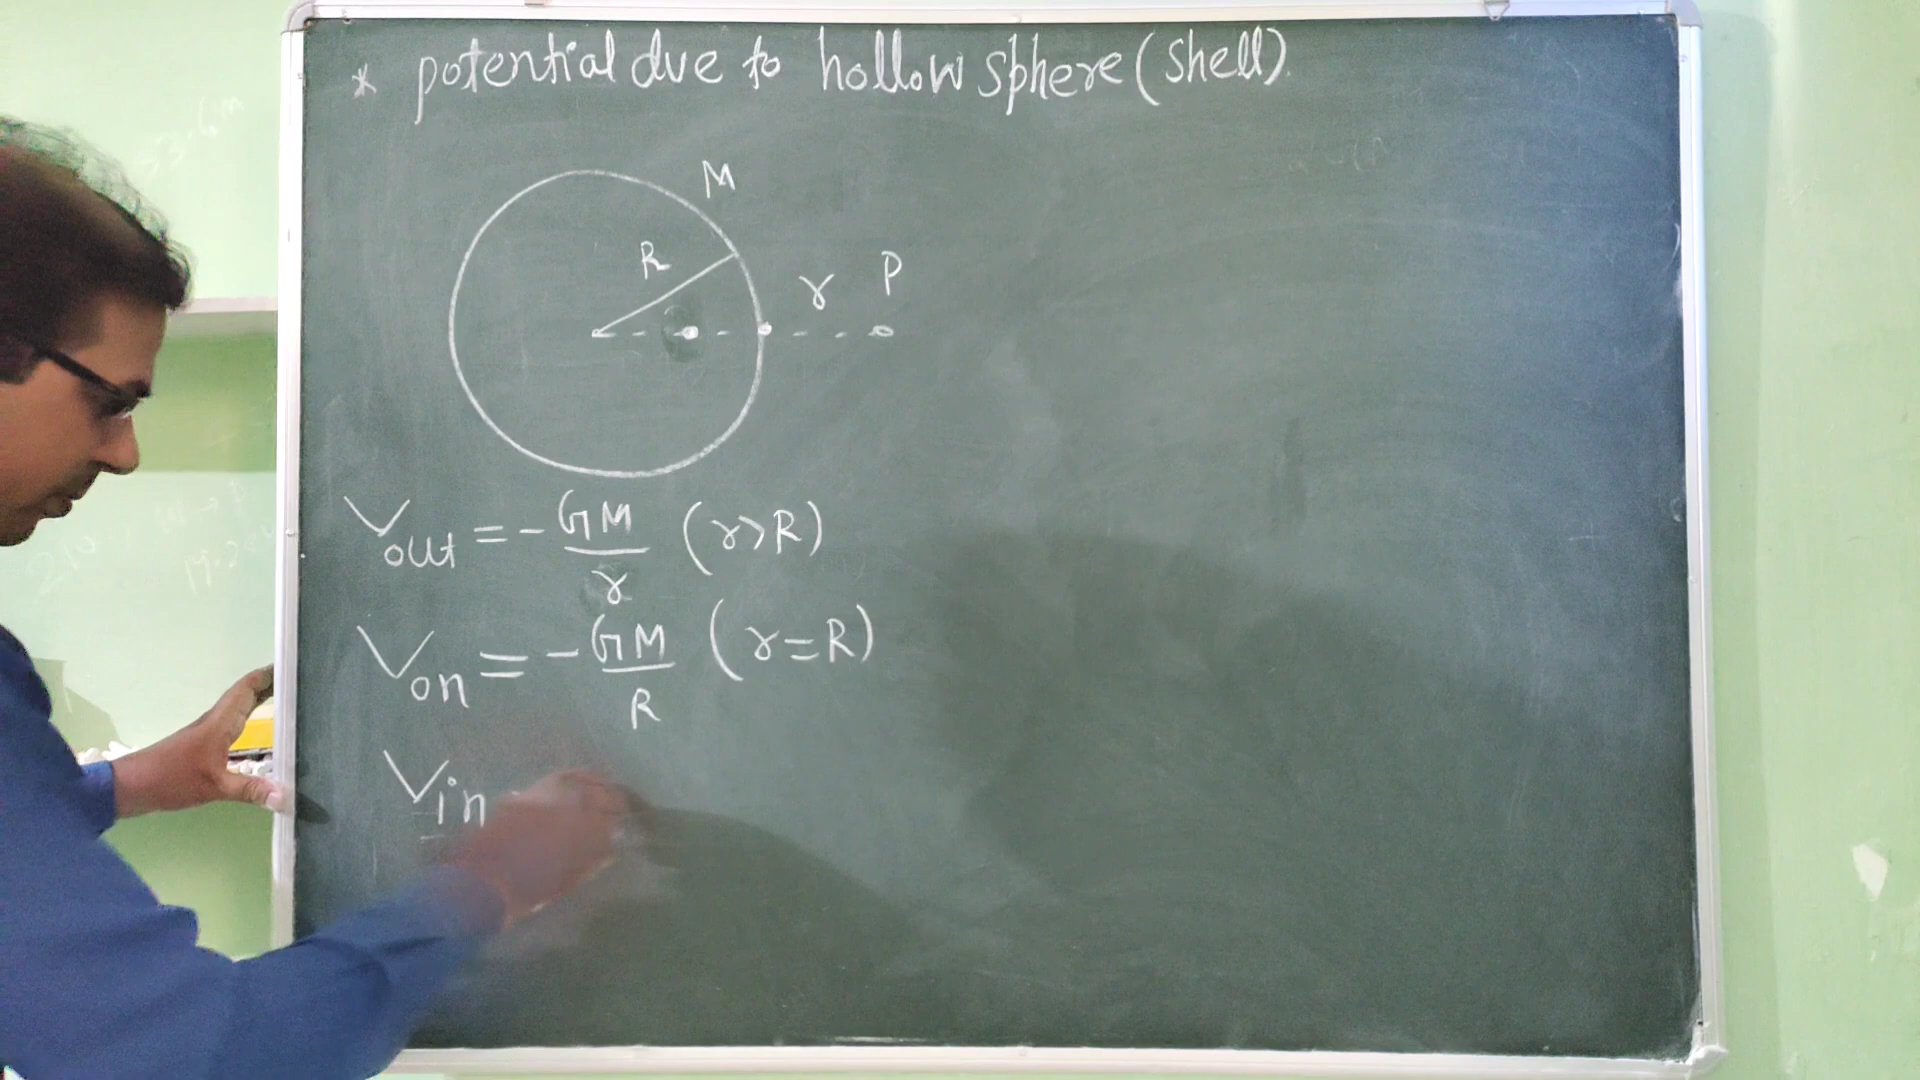 * potential due to hollow sphere (shell)
M
R
r P
Vout = - GM/r (r>R)
Von = - GM/R (r=R)
Vin